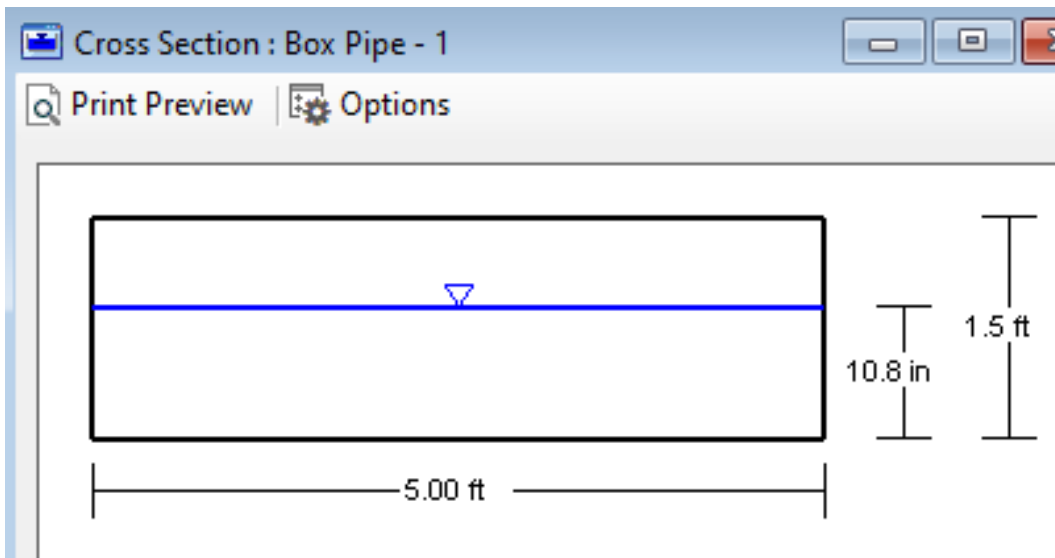 Cross Section : Box Pipe - 1
Print Preview Options
1.5 ft
10.8 in
5.00 ft